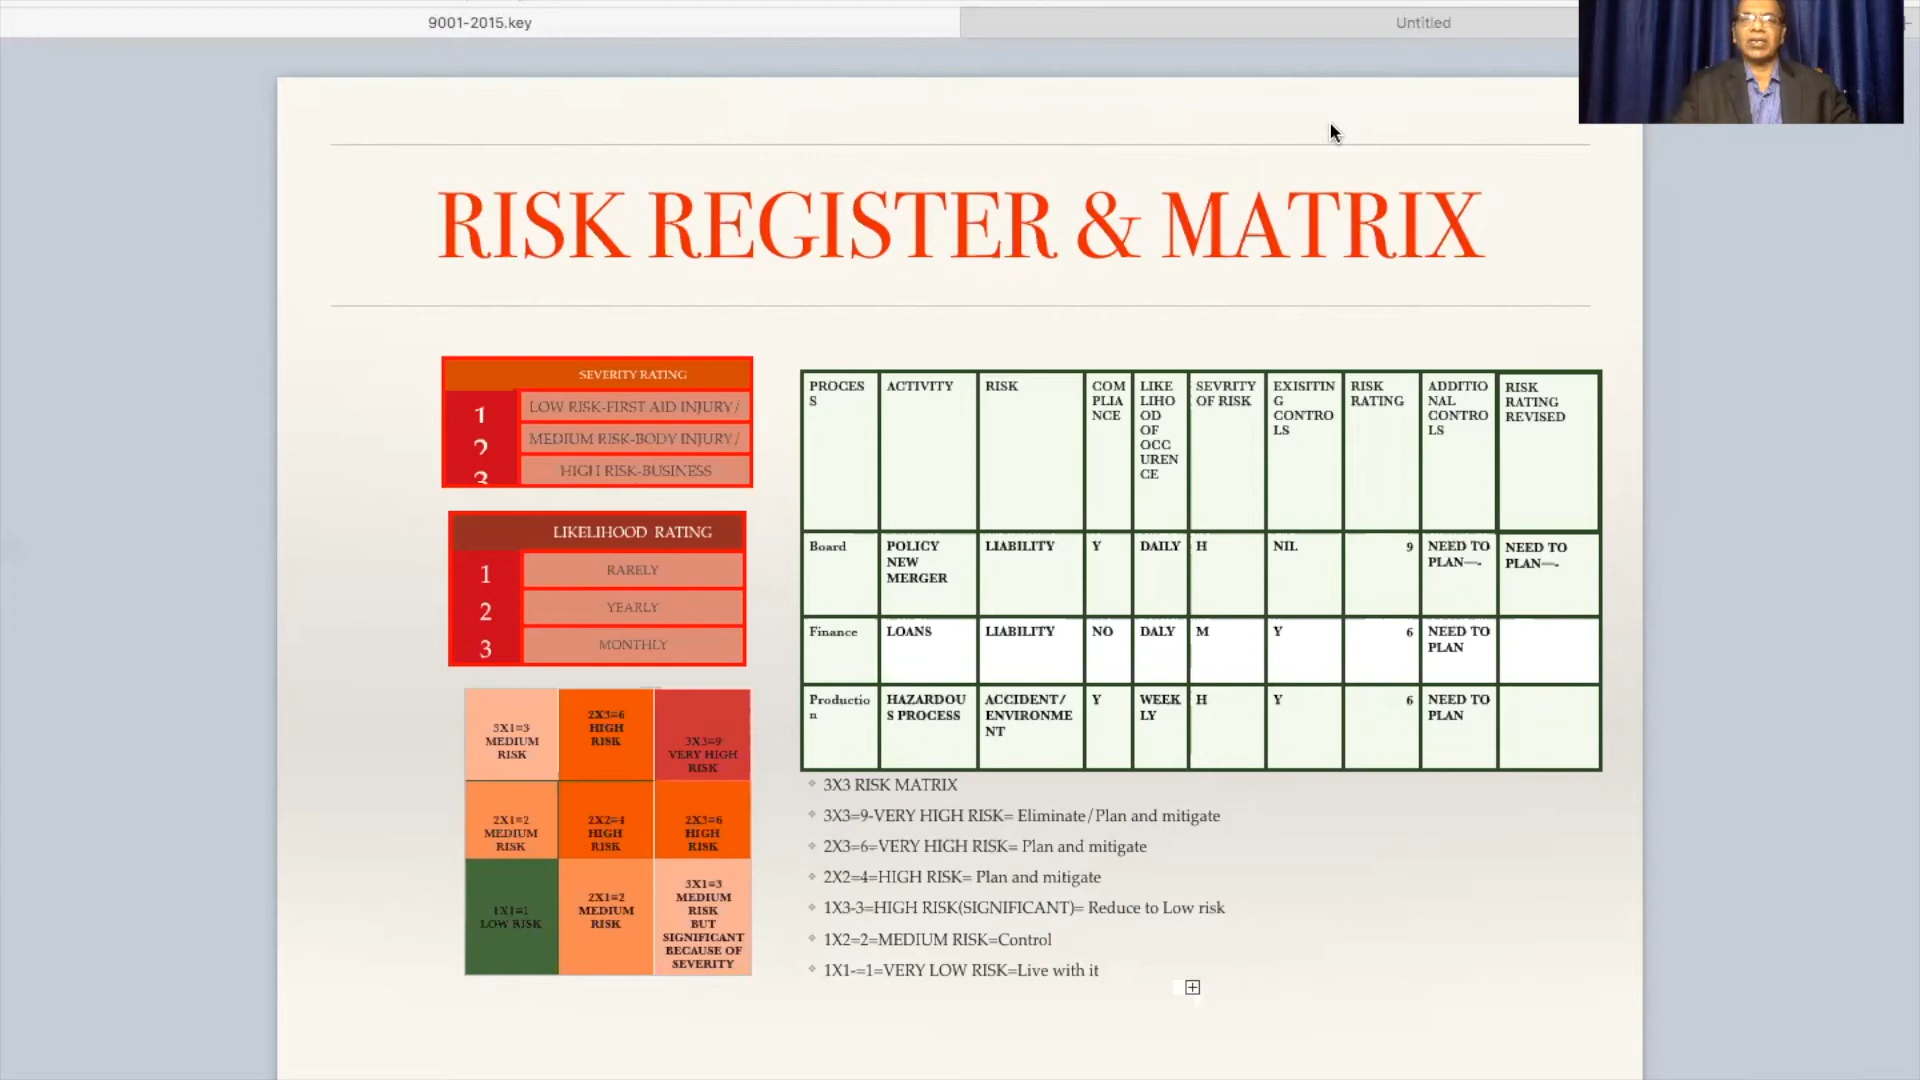 9001-2015.key
Untitled
RISK REGISTER & MATRIX
SEVERITY RATING
1
LOW RISK-FIRST AID INJURY/
2
MEDIUM RISK-BODY INJURY/
3
HIGH RISK-BUSINESS
LIKELIHOOD RATING
1
RARELY
2
YEARLY
3
MONTHLY
3X1=3
MEDIUM
RISK
2X3=6
HIGH
RISK
3X3=9
VERY HIGH
RISK
2X1=2
MEDIUM
RISK
2X2=4
HIGH
RISK
2X3=6
HIGH
RISK
1X1=1
LOW RISK
2X1=2
MEDIUM
RISK
3X1=3
MEDIUM
RISK
BUT
SIGNIFICANT
BECAUSE OF
SEVERITY
PROCES
S
ACTIVITY
RISK
COM
PLIA
NCE
LIKE
LIHO
OD
OF
OCC
UREN
CE
SEVRITY
OF RISK
EXISITIN
G
CONTRO
LS
RISK
RATING
ADDITIO
NAL
CONTRO
LS
RISK
RATING
REVISED
Board
POLICY
NEW
MERGER
LIABILITY
Y
DAILY
H
NIL
9
NEED TO
PLAN—-
NEED TO
PLAN—-
Finance
LOANS
LIABILITY
NO
DALY
M
Y
6
NEED TO
PLAN
Productio
n
HAZARDOU
S PROCESS
ACCIDENT/
ENVIRONME
NT
Y
WEEK
LY
H
Y
6
NEED TO
PLAN
3X3 RISK MATRIX
3X3=9-VERY HIGH RISK= Eliminate/Plan and mitigate
2X3=6=VERY HIGH RISK= Plan and mitigate
2X2=4=HIGH RISK= Plan and mitigate
1X3-3=HIGH RISK(SIGNIFICANT)= Reduce to Low risk
1X2=2=MEDIUM RISK=Control
1X1-=1=VERY LOW RISK=Live with it